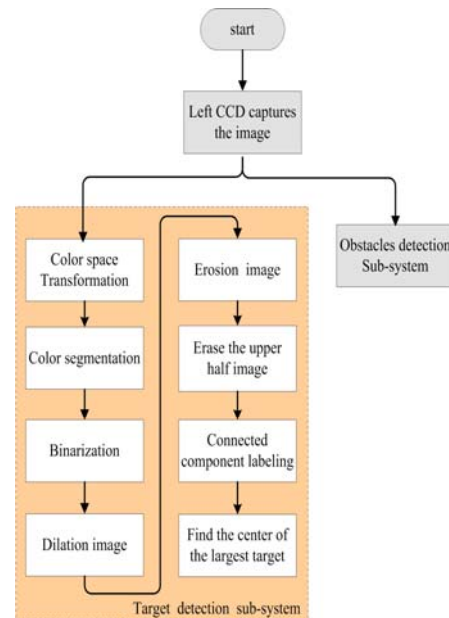 start
Left CCD captures
the image
Color space
Transformation
Color segmentation
Binarization
Dilation image
Erosion image
Erase the upper
half image
Connected
component labeling
Find the center of
the largest target
Target detection sub-system
Obstacles detection
Sub-system